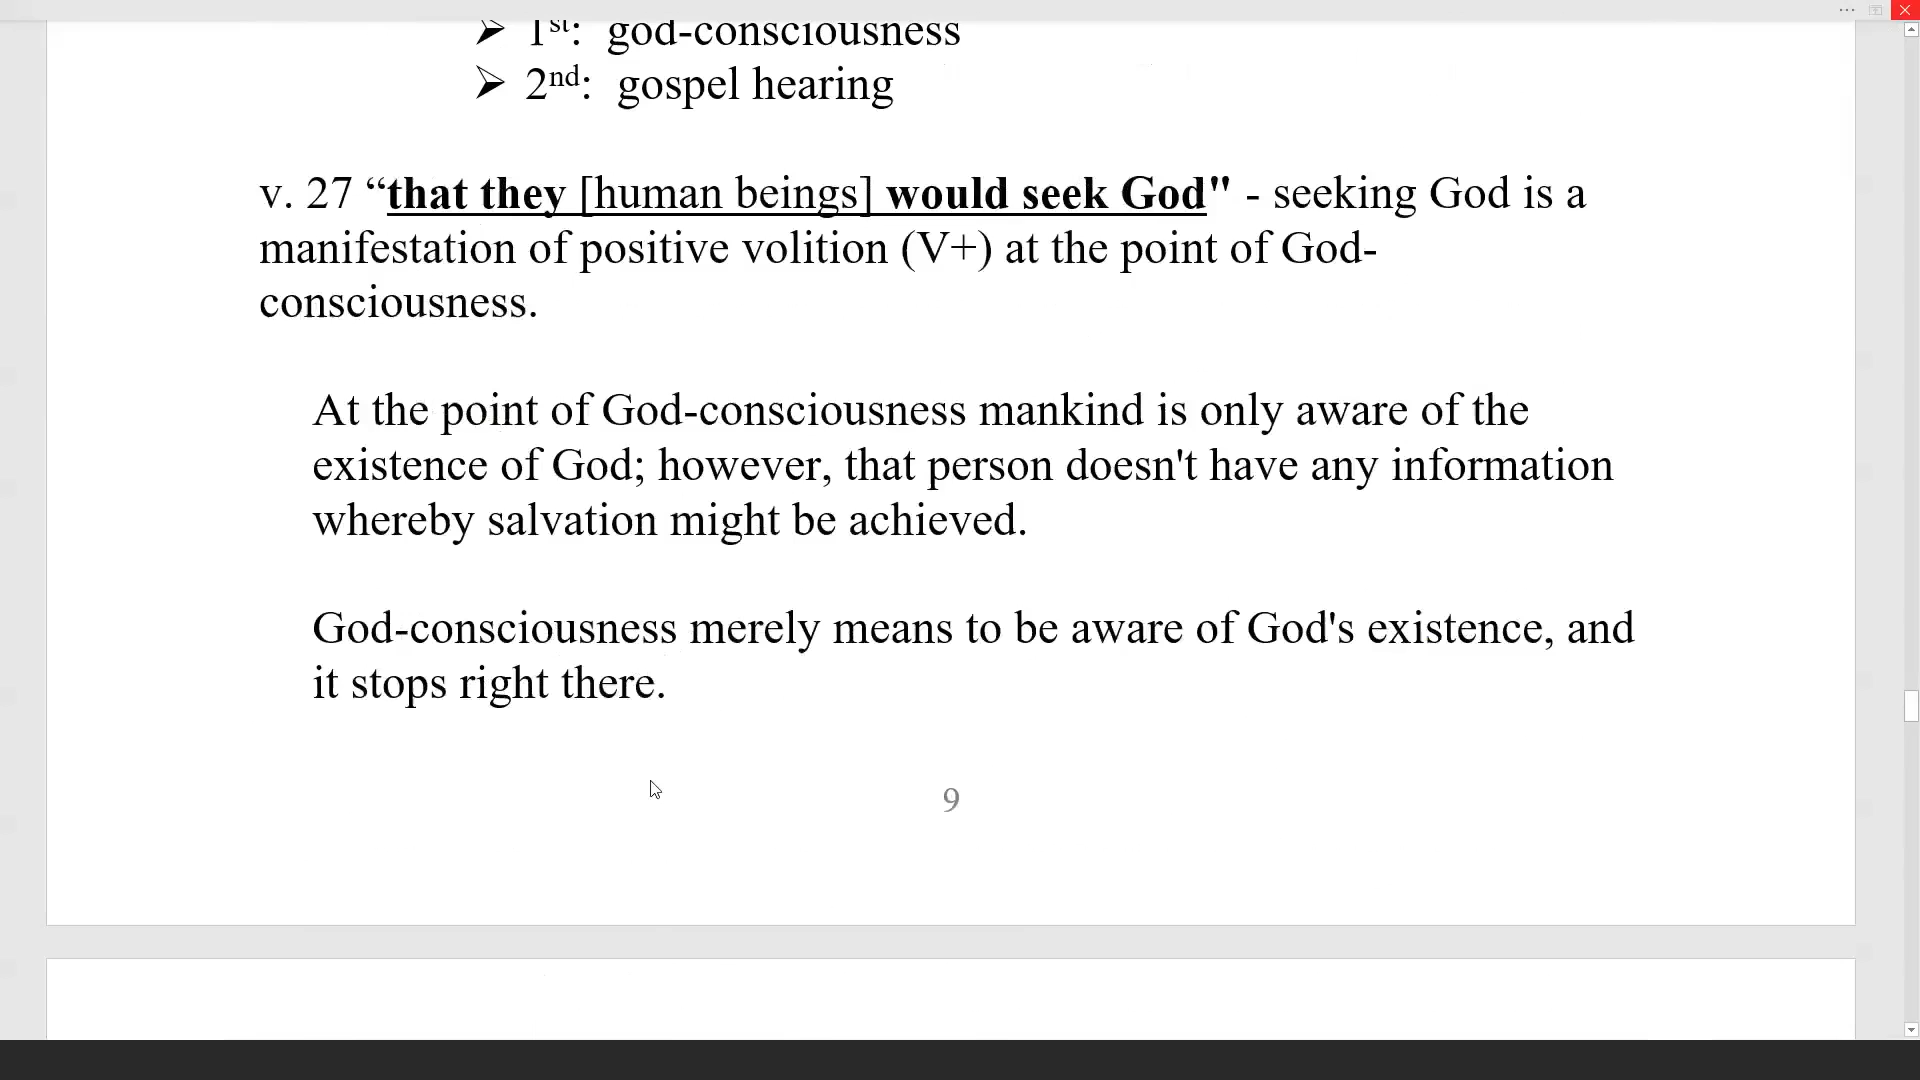 ➢ 1st: god-consciousness
➢ 2nd: gospel hearing
v. 27 “that they [human beings] would seek God" - seeking God is a
manifestation of positive volition (V+) at the point of God-
consciousness.
At the point of God-consciousness mankind is only aware of the
existence of God; however, that person doesn't have any information
whereby salvation might be achieved.
God-consciousness merely means to be aware of God's existence, and
it stops right there.
9